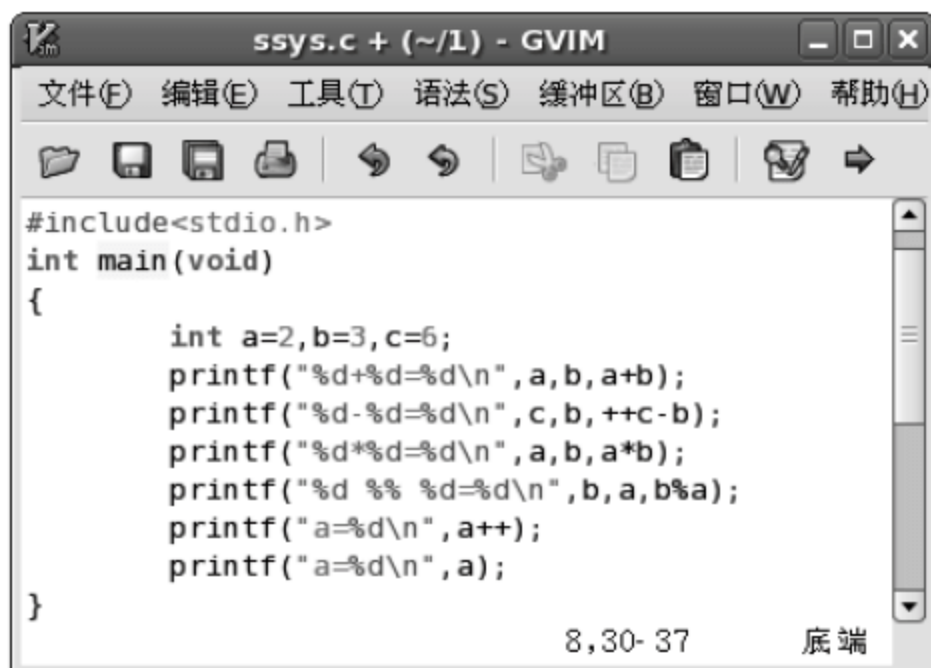 ssys.c + (~/1) - GVIM
文件(F) 编辑(E) 工具(T) 语法(S) 缓冲区(B) 窗口(W) 帮助(H)
#include<stdio.h>
int main(void)
{
int a=2,b=3,c=6;
printf("%d+%d=%d\n",a,b,a+b);
printf("%d-%d=%d\n",c,b,++c-b);
printf("%d*%d=%d\n",a,b,a*b);
printf("%d %% %d=%d\n",b,a,b%a);
printf("a=%d\n",a++);
printf("a=%d\n",a);
}
8,30-37 底端